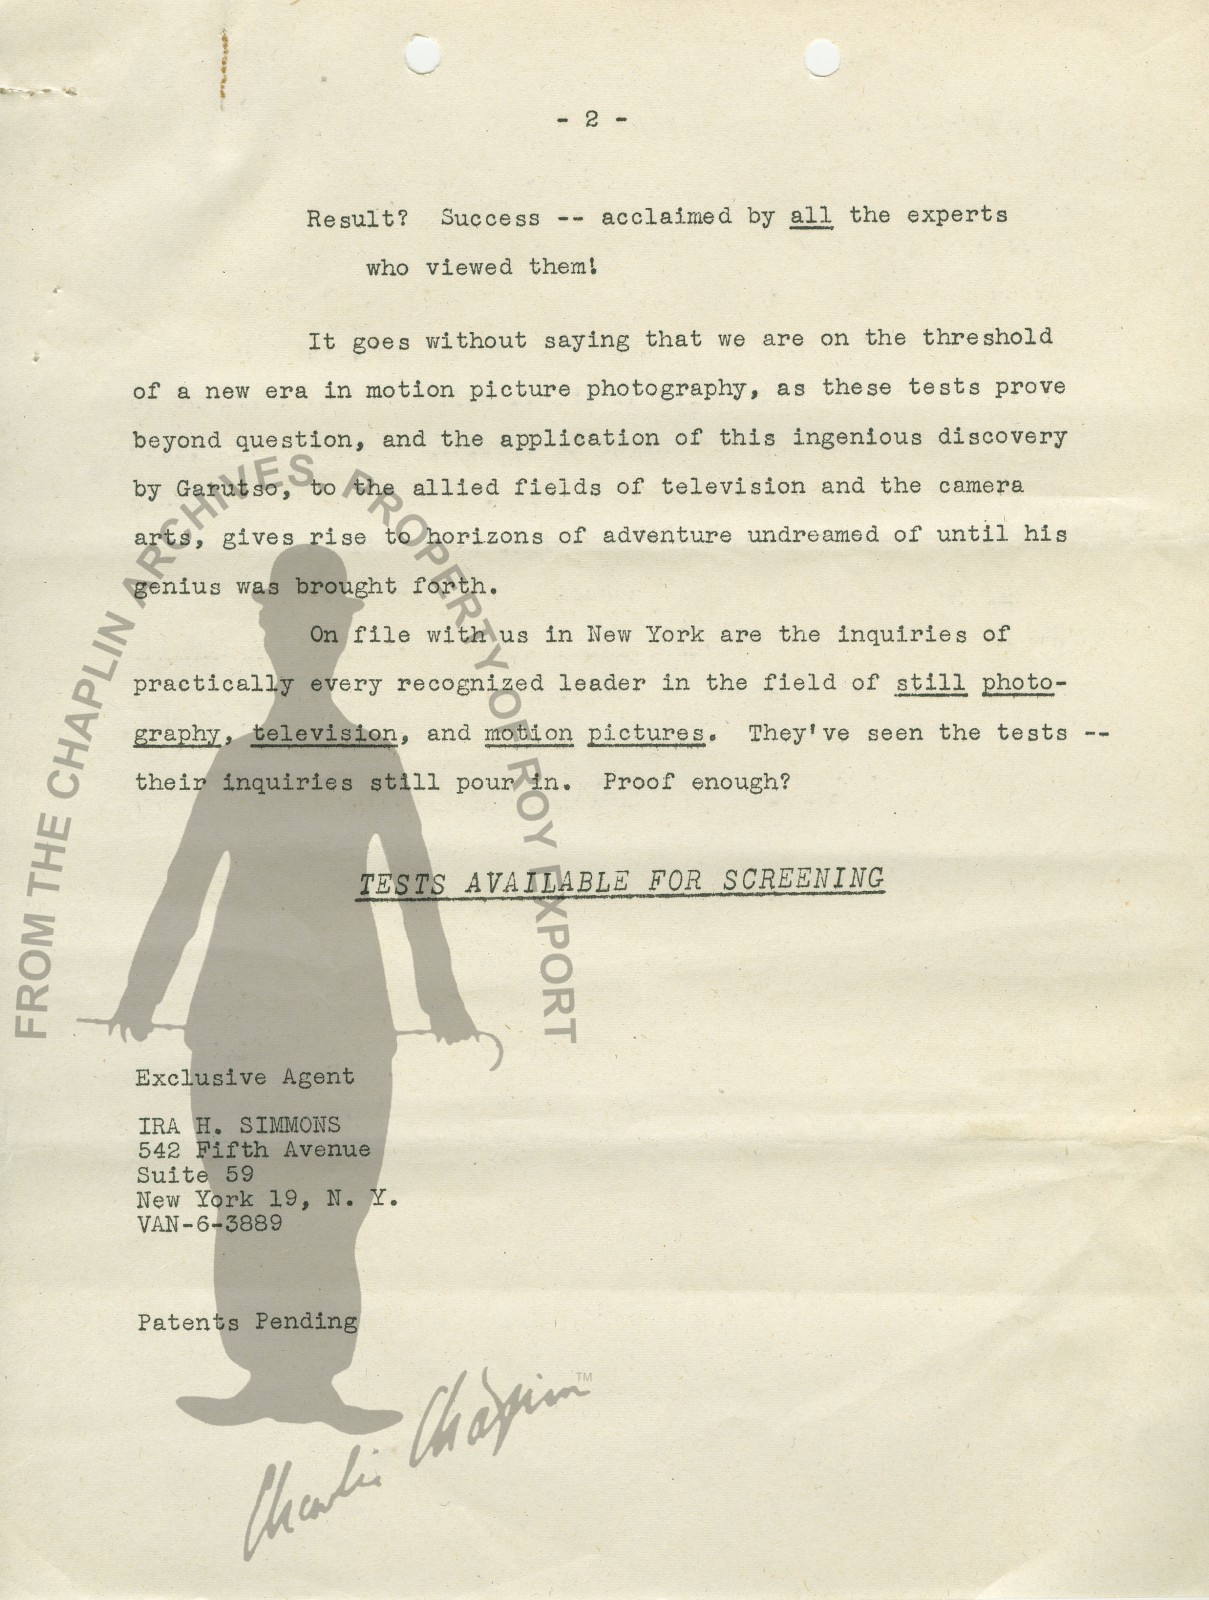 - 2 -
Result? Success -- acclaimed by all the experts
who viewed them!
It goes without saying that we are on the threshold
of a new era in motion picture photography, as these tests prove
beyond question, and the application of this ingenious discovery
by Garutso, to the allied fields of television and the camera
arts, gives rise to horizons of adventure undreamed of until his
genius was brought forth.
On file with us in New York are the inquiries of
practically every recognized leader in the field of still photo-
graphy, television, and motion pictures. They've seen the tests --
their inquiries still pour in. Proof enough?
TESTS AVAILABLE FOR SCREENING
Exclusive Agent
IRA H. SIMMONS
542 Fifth Avenue
Suite 59
New York 19, N. Y.
VAN-6-3889
Patents Pending
FROM THE CHAPLIN ARCHIVES PROPERTY OF ROY EXPORT
Charlie Chaplin TM